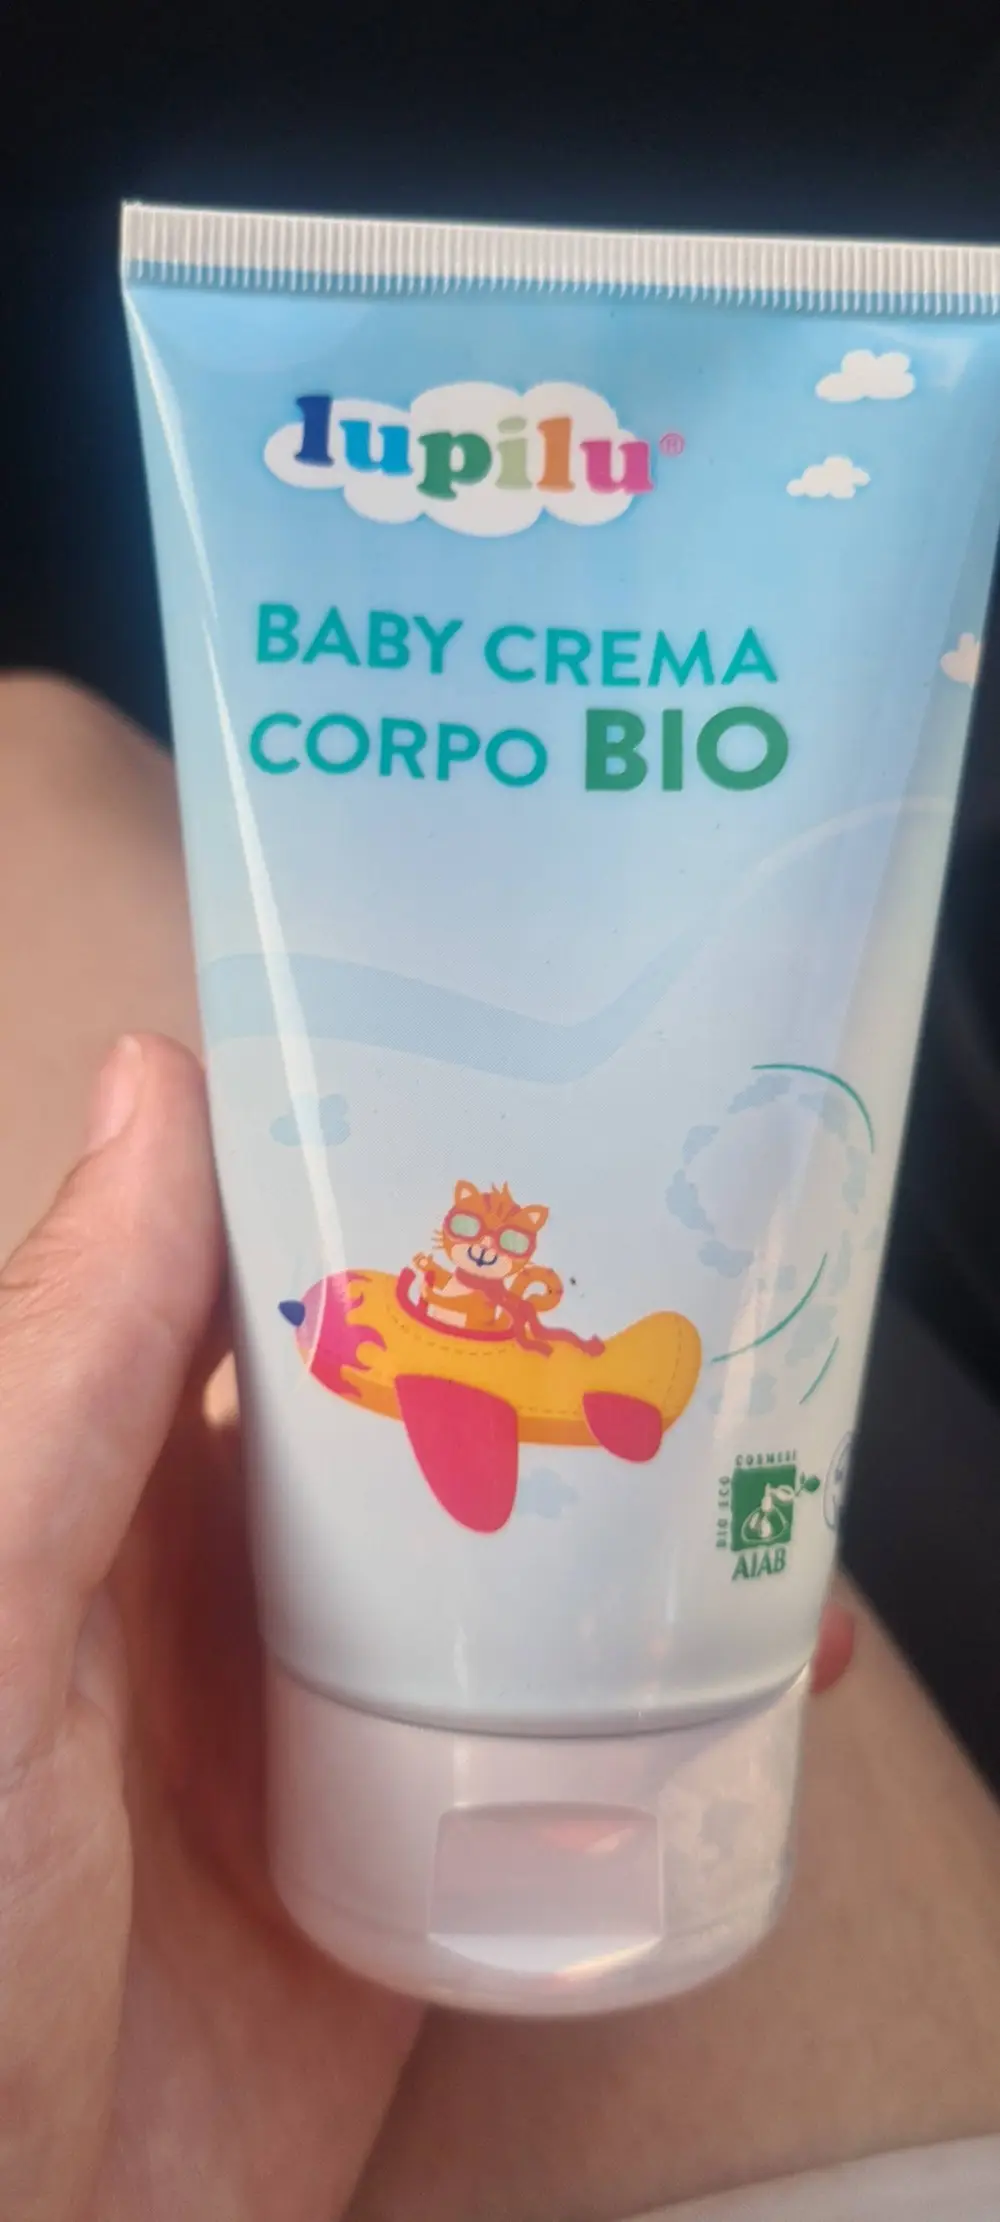 lupilu®
BABY CREMA
CORPO BIO
COSMESI
BIO ECO
AIAB